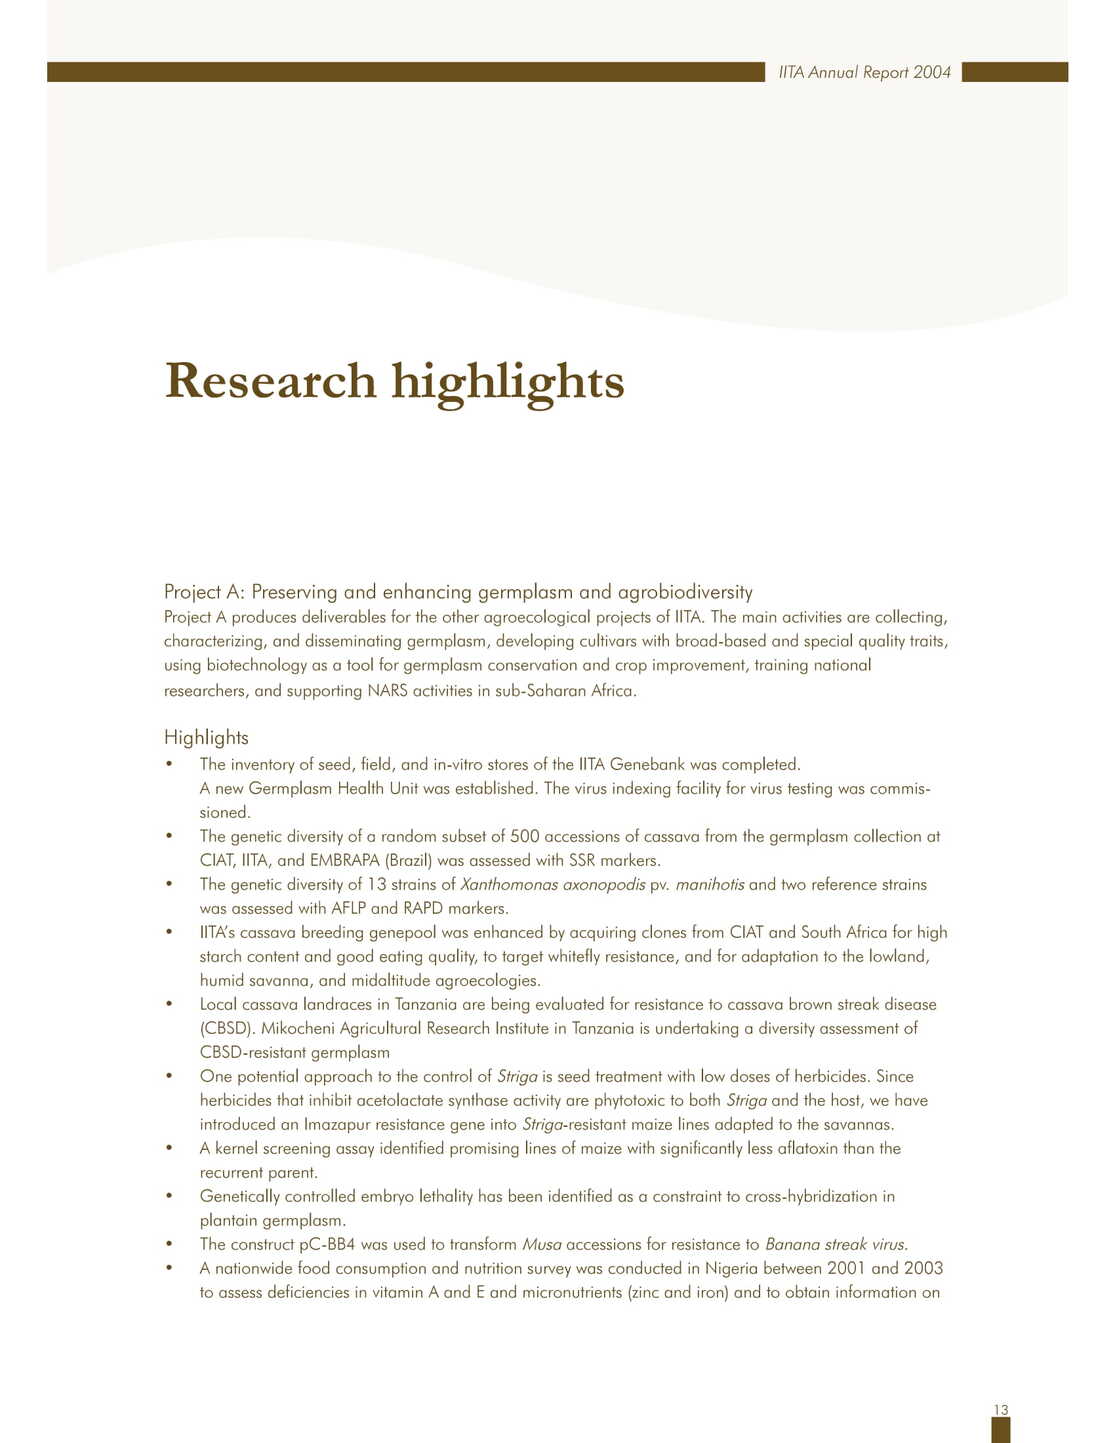 IITA Annual Report 2004
Research highlights
Project A: Preserving and enhancing germplasm and agrobiodiversity
Project A produces deliverables for the other agroecological projects of IITA. The main activities are collecting,
characterizing, and disseminating germplasm, developing cultivars with broad-based and special quality traits,
using biotechnology as a tool for germplasm conservation and crop improvement, training national
researchers, and supporting NARS activities in sub-Saharan Africa.
Highlights
• The inventory of seed, field, and in-vitro stores of the IITA Genebank was completed.
A new Germplasm Health Unit was established. The virus indexing facility for virus testing was commis-
sioned.
• The genetic diversity of a random subset of 500 accessions of cassava from the germplasm collection at
CIAT, IITA, and EMBRAPA (Brazil) was assessed with SSR markers.
• The genetic diversity of 13 strains of Xanthomonas axonopodis pv. manihotis and two reference strains
was assessed with AFLP and RAPD markers.
• IITA’s cassava breeding genepool was enhanced by acquiring clones from CIAT and South Africa for high
starch content and good eating quality, to target whitefly resistance, and for adaptation to the lowland,
humid savanna, and midaltitude agroecologies.
• Local cassava landraces in Tanzania are being evaluated for resistance to cassava brown streak disease
(CBSD). Mikocheni Agricultural Research Institute in Tanzania is undertaking a diversity assessment of
CBSD-resistant germplasm
• One potential approach to the control of Striga is seed treatment with low doses of herbicides. Since
herbicides that inhibit acetolactate synthase activity are phytotoxic to both Striga and the host, we have
introduced an Imazapur resistance gene into Striga-resistant maize lines adapted to the savannas.
• A kernel screening assay identified promising lines of maize with significantly less aflatoxin than the
recurrent parent.
• Genetically controlled embryo lethality has been identified as a constraint to cross-hybridization in
plantain germplasm.
• The construct pC-BB4 was used to transform Musa accessions for resistance to Banana streak virus.
• A nationwide food consumption and nutrition survey was conducted in Nigeria between 2001 and 2003
to assess deficiencies in vitamin A and E and micronutrients (zinc and iron) and to obtain information on
13